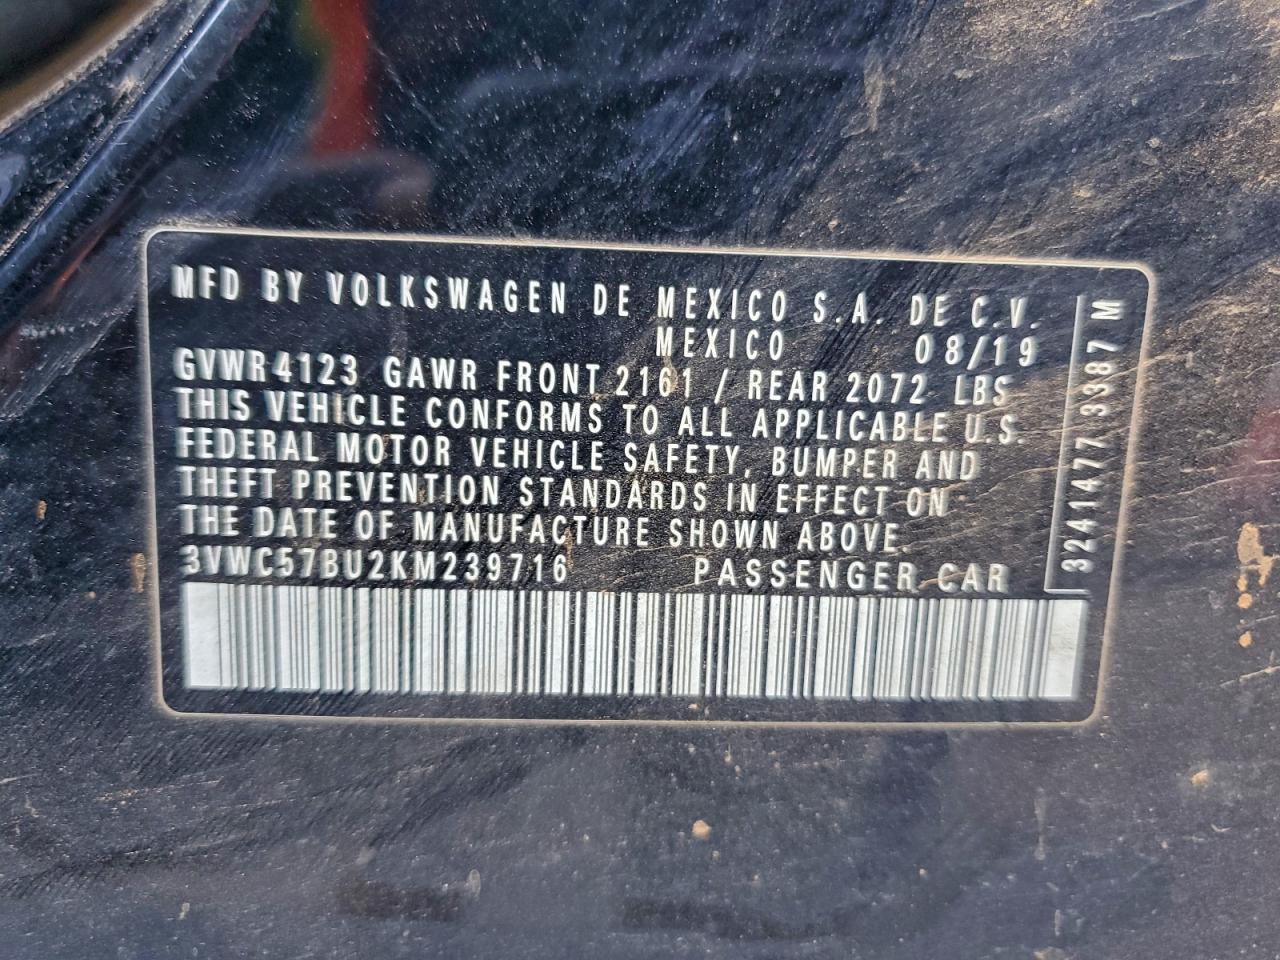 MFD BY VOLKSWAGEN DE MEXICO S.A. DE C.V.
MEXICO 08/19
GVWR 4123 GAWR FRONT 2161 / REAR 2072 LBS
THIS VEHICLE CONFORMS TO ALL APPLICABLE U.S.
FEDERAL MOTOR VEHICLE SAFETY, BUMPER AND
THEFT PREVENTION STANDARDS IN EFFECT ON
THE DATE OF MANUFACTURE SHOWN ABOVE.
3VWC57BU2KM239716 PASSENGER CAR
3241477 3387 M